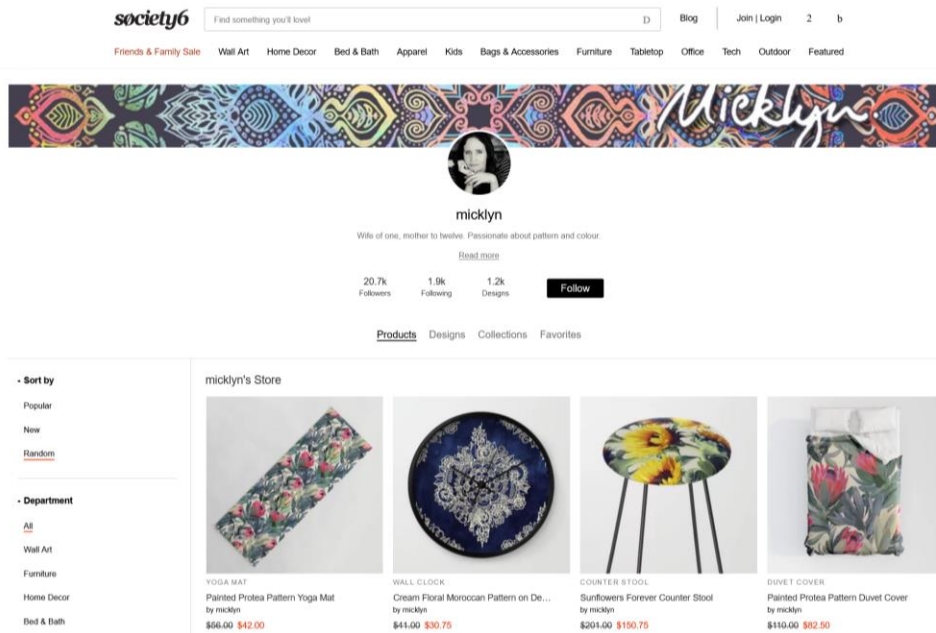 society6
Find something you'll love!
D
Blog
Join | Login
2
b
Friends & Family Sale
Wall Art
Home Decor
Bed & Bath
Apparel
Kids
Bags & Accessories
Furniture
Tabletop
Office
Tech
Outdoor
Featured
Micklyn
micklyn
Wife of one, mother to twelve. Passionate about pattern and colour.
Read more
20.7k
Followers
1.9k
Following
1.2k
Designs
Follow
Products
Designs
Collections
Favorites
Sort by
Popular
New
Random
Department
All
Wall Art
Furniture
Home Decor
Bed & Bath
micklyn's Store
YOGA MAT
Painted Protea Pattern Yoga Mat
by micklyn
$56.00 $42.00
WALL CLOCK
Cream Floral Moroccan Pattern on De...
by micklyn
$41.00 $30.75
COUNTER STOOL
Sunflowers Forever Counter Stool
by micklyn
$201.00 $150.75
DUVET COVER
Painted Protea Pattern Duvet Cover
by micklyn
$110.00 $82.50